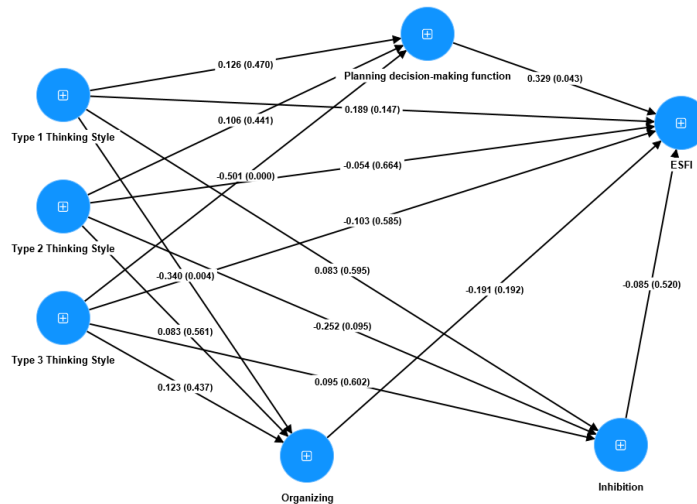 0.126 (0.470)
Planning decision-making function
0.329 (0.043)
Type 1 Thinking Style
0.106 (0.441)
0.189 (0.147)
ESFI
-0.501 (0.000)
-0.054 (0.664)
Type 2 Thinking Style
-0.103 (0.585)
-0.340 (0.004)
0.083 (0.595)
-0.191 (0.192)
-0.085 (0.520)
0.083 (0.561)
-0.252 (0.095)
Type 3 Thinking Style
0.123 (0.437)
0.095 (0.602)
Organizing
Inhibition